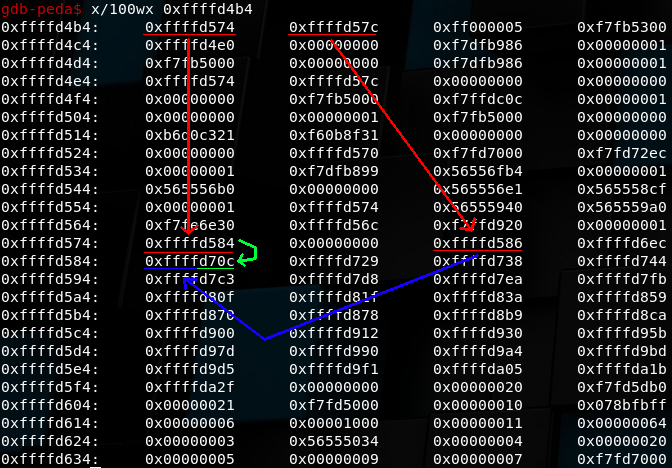 gdb-peda$ x/100wx 0xffffd4b4
0xffffd4b4: 0xffffd574 0xffffd57c 0xff000005 0xf7fb5300
0xffffd4c4: 0xffffd4e0 0x00000000 0xf7dfb986 0x00000001
0xffffd4d4: 0xf7fb5000 0x00000000 0xf7dfb986 0x00000001
0xffffd4e4: 0xffffd574 0xffffd57c 0x00000000 0x00000000
0xffffd4f4: 0x00000000 0xf7fb5000 0xf7ffdc0c 0x00000001
0xffffd504: 0x00000000 0x00000001 0xf7fb5000 0x00000000
0xffffd514: 0xb6d0c321 0xf60b8f31 0x00000000 0x00000000
0xffffd524: 0x00000000 0xffffd570 0xf7fd7000 0xf7fd72ec
0xffffd534: 0x00000001 0xf7dfb899 0x56556fb4 0x00000001
0xffffd544: 0x565556b0 0x00000000 0x565556e1 0x565558cf
0xffffd554: 0x00000001 0xffffd574 0x56555940 0x565559a0
0xffffd564: 0xf7fe6e30 0xffffd56c 0xf7ffd920 0x00000001
0xffffd574: 0xffffd584 0x00000000 0xffffd580 0xffffd6ec
0xffffd584: 0xffffd70e 0xffffd729 0xffffd738 0xffffd744
0xffffd594: 0xffffd7c3 0xffffd7d8 0xffffd7ea 0xffffd7fb
0xffffd5a4: 0xffffd80f 0xffffd81f 0xffffd83a 0xffffd859
0xffffd5b4: 0xffffd870 0xffffd878 0xffffd8b9 0xffffd8ca
0xffffd5c4: 0xffffd900 0xffffd912 0xffffd930 0xffffd95b
0xffffd5d4: 0xffffd97d 0xffffd990 0xffffd9a4 0xffffd9bd
0xffffd5e4: 0xffffd9d5 0xffffd9f1 0xffffda05 0xffffda1b
0xffffd5f4: 0xffffda2f 0x00000000 0x00000020 0xf7fd5db0
0xffffd604: 0x00000021 0xf7fd5000 0x00000010 0x078bfbff
0xffffd614: 0x00000006 0x00001000 0x00000011 0x00000064
0xffffd624: 0x00000003 0x56555034 0x00000004 0x00000020
0xffffd634: 0x00000005 0x00000009 0x00000007 0xf7fd7000